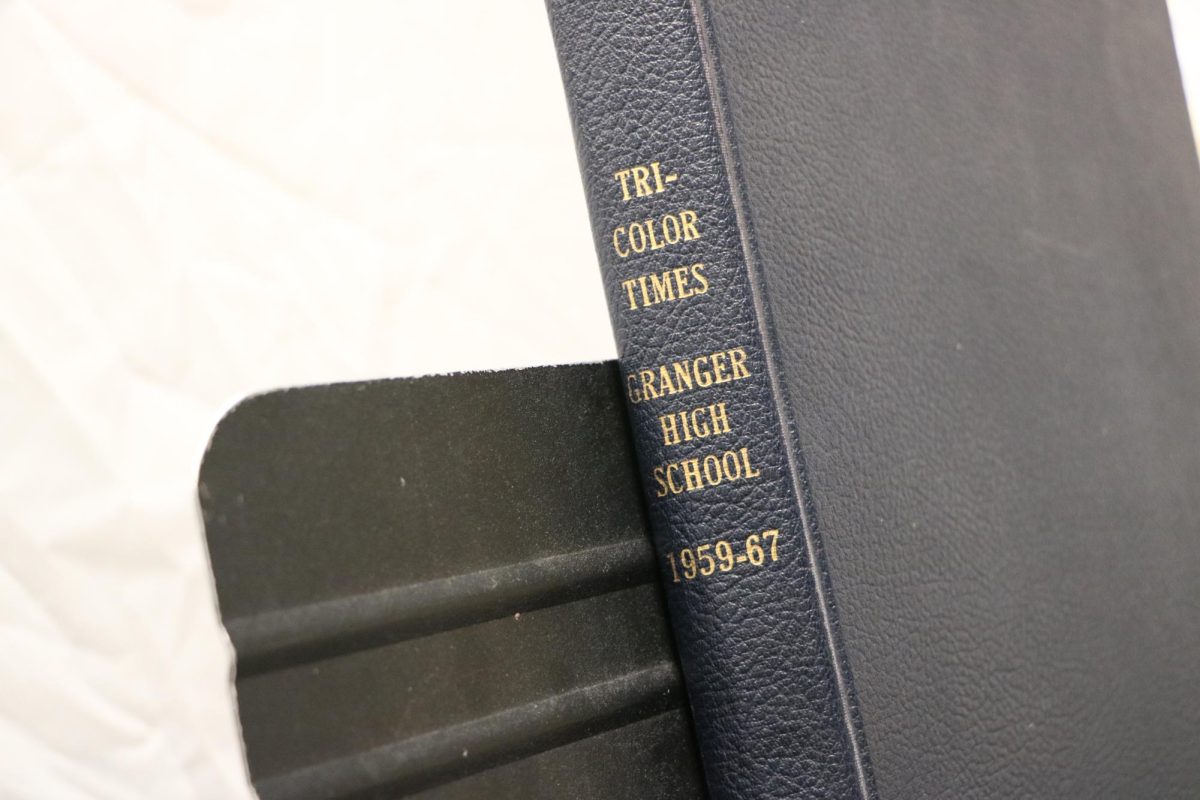 TRI-
COLOR
TIMES
GRANGER
HIGH
SCHOOL
1959-67